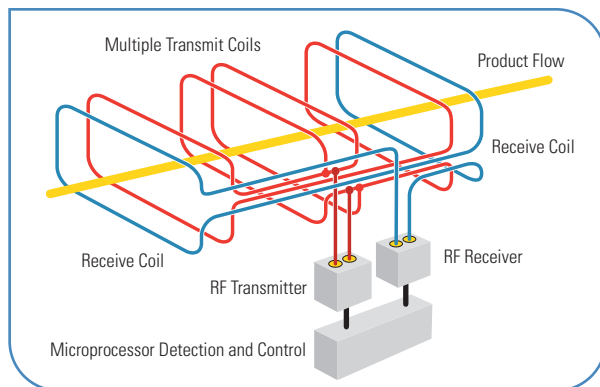 Multiple Transmit Coils
Product Flow
Receive Coil
Receive Coil
RF Receiver
RF Transmitter
Microprocessor Detection and Control